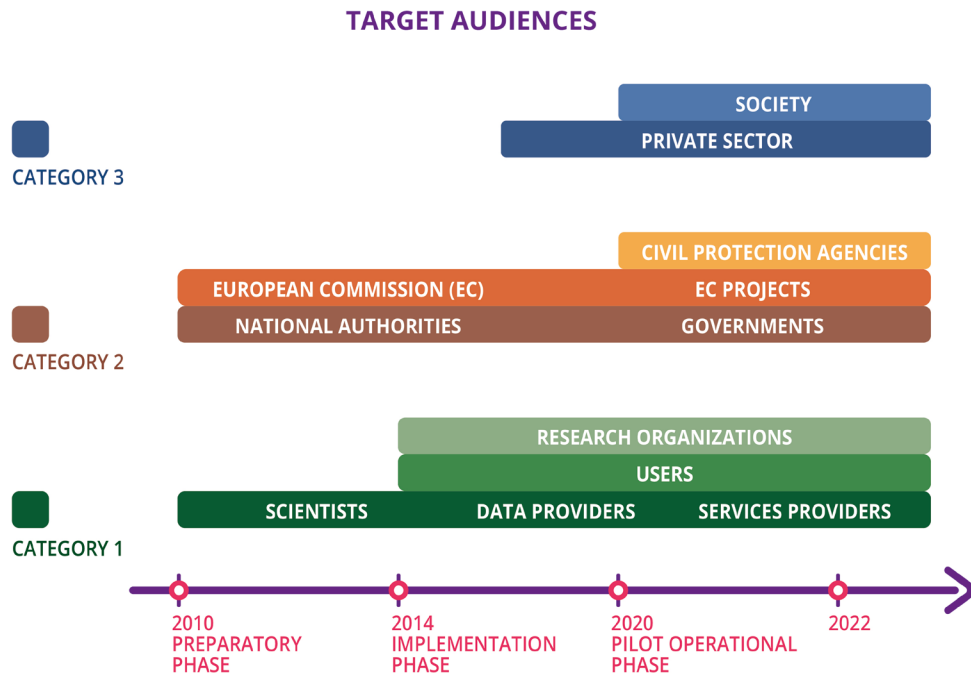 TARGET AUDIENCES
SOCIETY
PRIVATE SECTOR
CATEGORY 3
CIVIL PROTECTION AGENCIES
EUROPEAN COMMISSION (EC) EC PROJECTS
NATIONAL AUTHORITIES GOVERNMENTS
CATEGORY 2
RESEARCH ORGANIZATIONS
USERS
SCIENTISTS DATA PROVIDERS SERVICES PROVIDERS
CATEGORY 1
2010
PREPARATORY
PHASE
2014
IMPLEMENTATION
PHASE
2020
PILOT OPERATIONAL
PHASE
2022